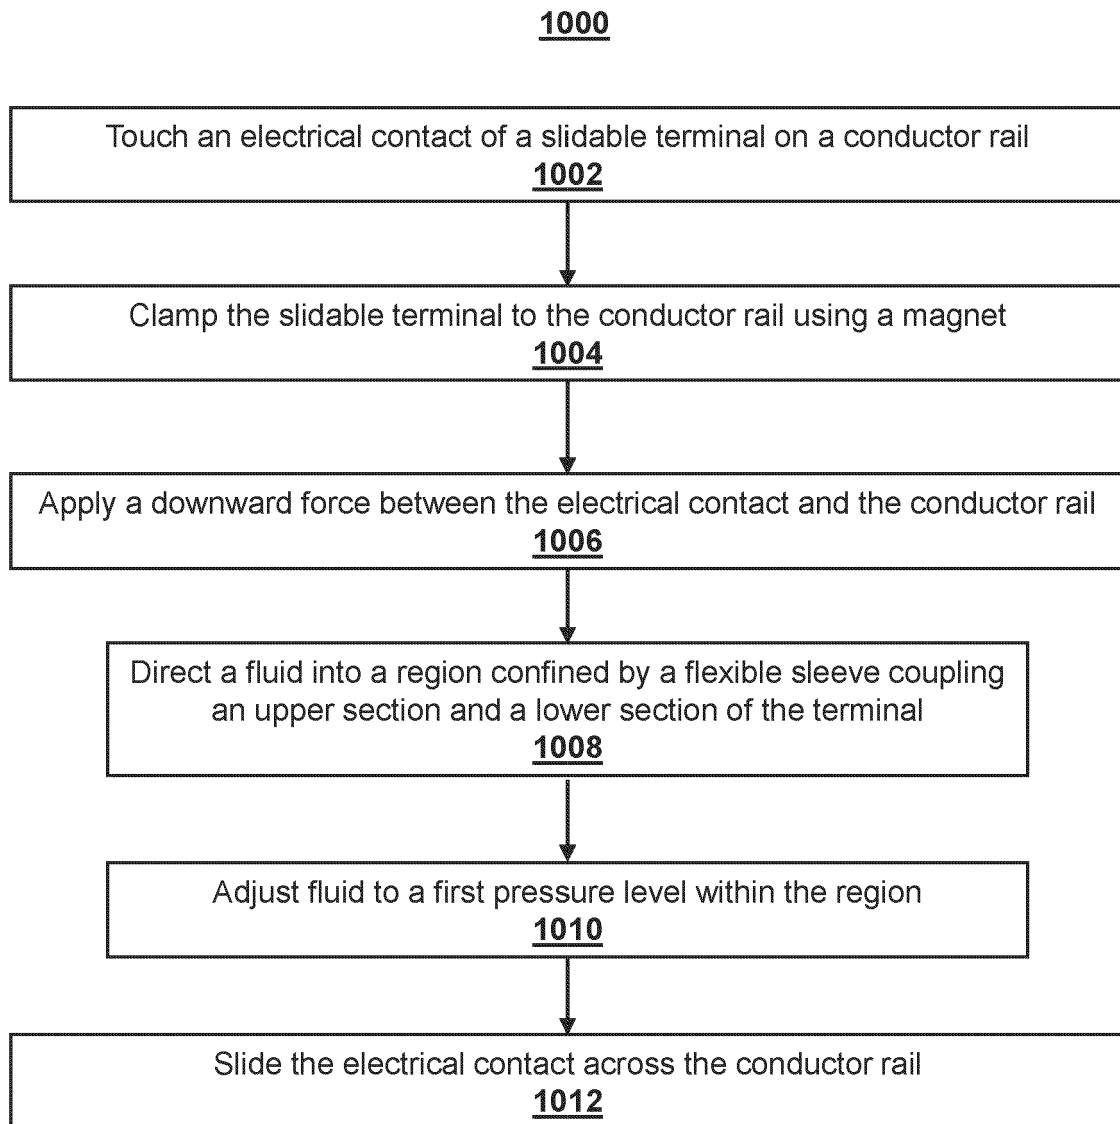 1000
Touch an electrical contact of a slidable terminal on a conductor rail
1002
Clamp the slidable terminal to the conductor rail using a magnet
1004
Apply a downward force between the electrical contact and the conductor rail
1006
Direct a fluid into a region confined by a flexible sleeve coupling
an upper section and a lower section of the terminal
1008
Adjust fluid to a first pressure level within the region
1010
Slide the electrical contact across the conductor rail
1012